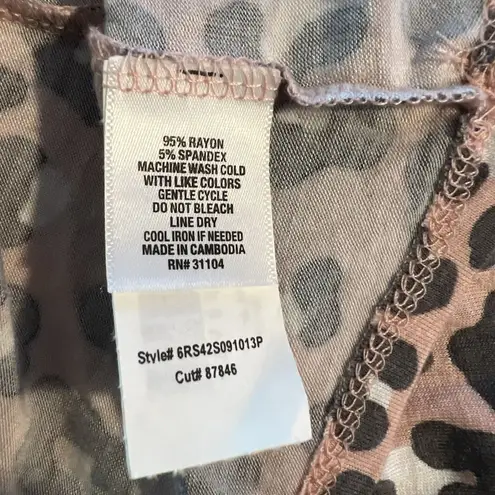 95% RAYON
5% SPANDEX
MACHINE WASH COLD
WITH LIKE COLORS
GENTLE CYCLE
DO NOT BLEACH
LINE DRY
COOL IRON IF NEEDED
MADE IN CAMBODIA
RN# 31104
Style# 6RS42S091013P
Cut# 87846